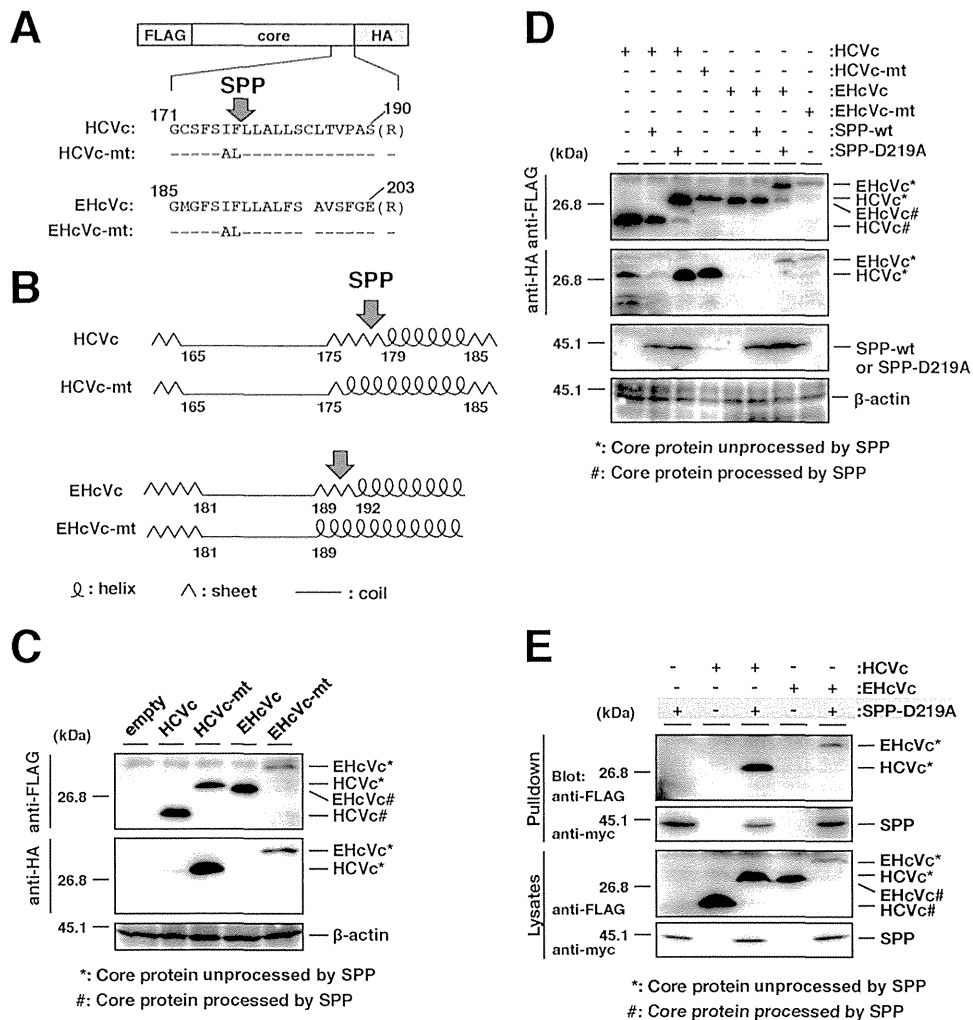 A
FLAG core HA
SPP
171 190
HCVc: GCSFSIFLLALLSCLTVPAS(R)
HCVc-mt: -----AL------------- -(-)
185 203
EHcVc: GMGFSIFLLALFS AVSFGE(R)
EHcVc-mt: -----AL------ ------(-)
B
SPP
HCVc
165 175 179 185
HCVc-mt
165 175 185
EHcVc
181 189 192
EHcVc-mt
181 189
: helix : sheet : coil
C
empty HCVc HCVc-mt EHcVc EHcVc-mt
(kDa)
anti-FLAG
26.8
EHcVc*
HCVc*
EHcVc#
HCVc#
anti-HA
26.8
EHcVc*
HCVc*
45.1
β-actin
*: Core protein unprocessed by SPP
#: Core protein processed by SPP
D
+ + + - - - - - :HCVc
- - - + - - - - :HCVc-mt
- - - - + + + - :EHcVc
- - - - - - - + :EHcVc-mt
- + - - - + - - :SPP-wt
- - + - - - + - :SPP-D219A
(kDa)
anti-FLAG
26.8
EHcVc*
HCVc*
EHcVc#
HCVc#
anti-HA
26.8
EHcVc*
HCVc*
45.1
SPP-wt
or SPP-D219A
45.1
β-actin
*: Core protein unprocessed by SPP
#: Core protein processed by SPP
E
- + + - - :HCVc
- - - + + :EHcVc
+ - + - + :SPP-D219A
(kDa)
Pulldown
Blot:
anti-FLAG
26.8
EHcVc*
HCVc*
45.1
anti-myc
SPP
Lysates
26.8
anti-FLAG
EHcVc*
HCVc*
EHcVc#
HCVc#
45.1
anti-myc
SPP
*: Core protein unprocessed by SPP
#: Core protein processed by SPP